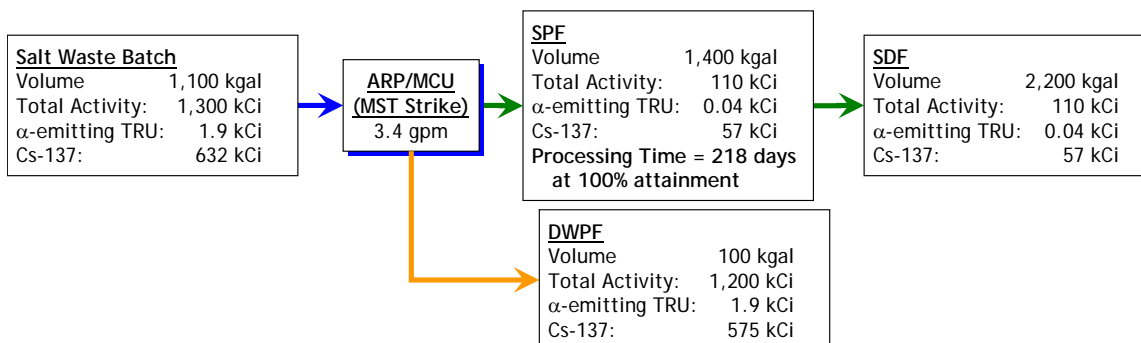 Salt Waste Batch
Volume 1,100 kgal
Total Activity: 1,300 kCi
α-emitting TRU: 1.9 kCi
Cs-137: 632 kCi
ARP/MCU
(MST Strike)
3.4 gpm
SPF
Volume 1,400 kgal
Total Activity: 110 kCi
α-emitting TRU: 0.04 kCi
Cs-137: 57 kCi
Processing Time = 218 days
at 100% attainment
SDF
Volume 2,200 kgal
Total Activity: 110 kCi
α-emitting TRU: 0.04 kCi
Cs-137: 57 kCi
DWPF
Volume 100 kgal
Total Activity: 1,200 kCi
α-emitting TRU: 1.9 kCi
Cs-137: 575 kCi